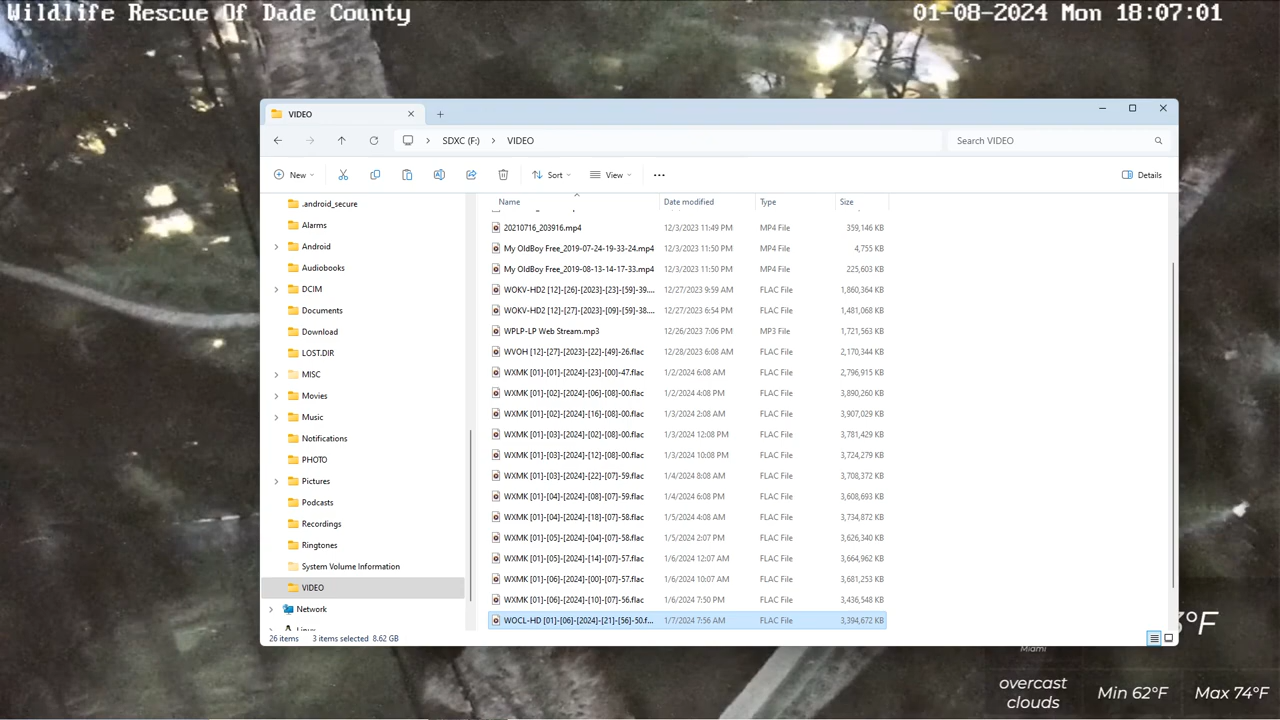 Wildlife Rescue Of Dade County
01-08-2024 Mon 18:07:01
VIDEO
SDXC (F:) VIDEO
Search VIDEO
New Sort View Details
.android_secure
Alarms
Android
Audiobooks
DCIM
Documents
Download
LOST.DIR
MISC
Movies
Music
Notifications
PHOTO
Pictures
Podcasts
Recordings
Ringtones
System Volume Information
VIDEO
Network
Name Date modified Type Size
20210716_203916.mp4 12/3/2023 11:49 PM MP4 File 359,146 KB
My OldBoy Free_2019-07-24-19-33-24.mp4 12/3/2023 11:50 PM MP4 File 4,755 KB
My OldBoy Free_2019-08-13-14-17-33.mp4 12/3/2023 11:50 PM MP4 File 225,603 KB
WOKV-HD2 [12]-[26]-[2023]-[23]-[59]-39.... 12/27/2023 9:59 AM FLAC File 1,860,364 KB
WOKV-HD2 [12]-[27]-[2023]-[09]-[59]-38.... 12/27/2023 6:54 PM FLAC File 1,481,068 KB
WPLP-LP Web Stream.mp3 12/26/2023 7:06 PM MP3 File 1,721,563 KB
WVOH [12]-[27]-[2023]-[22]-[49]-26.flac 12/28/2023 6:08 AM FLAC File 2,170,344 KB
WXMK [01]-[01]-[2024]-[23]-[00]-47.flac 1/2/2024 6:08 AM FLAC File 2,796,915 KB
WXMK [01]-[02]-[2024]-[06]-[08]-00.flac 1/2/2024 4:08 PM FLAC File 3,890,260 KB
WXMK [01]-[02]-[2024]-[16]-[08]-00.flac 1/3/2024 2:08 AM FLAC File 3,907,029 KB
WXMK [01]-[03]-[2024]-[02]-[08]-00.flac 1/3/2024 12:08 PM FLAC File 3,781,429 KB
WXMK [01]-[03]-[2024]-[12]-[08]-00.flac 1/3/2024 10:08 PM FLAC File 3,724,279 KB
WXMK [01]-[03]-[2024]-[22]-[07]-59.flac 1/4/2024 8:08 AM FLAC File 3,708,372 KB
WXMK [01]-[04]-[2024]-[08]-[07]-59.flac 1/4/2024 6:08 PM FLAC File 3,608,693 KB
WXMK [01]-[04]-[2024]-[18]-[07]-58.flac 1/5/2024 4:08 AM FLAC File 3,734,872 KB
WXMK [01]-[05]-[2024]-[04]-[07]-58.flac 1/5/2024 2:07 PM FLAC File 3,626,340 KB
WXMK [01]-[05]-[2024]-[14]-[07]-57.flac 1/6/2024 12:07 AM FLAC File 3,664,962 KB
WXMK [01]-[06]-[2024]-[00]-[07]-57.flac 1/6/2024 10:07 AM FLAC File 3,681,253 KB
WXMK [01]-[06]-[2024]-[10]-[07]-56.flac 1/6/2024 7:50 PM FLAC File 3,436,548 KB
WOCL-HD [01]-[06]-[2024]-[21]-[56]-50.f... 1/7/2024 7:56 AM FLAC File 3,394,672 KB
26 items 3 items selected 8.62 GB
°F
Miami
overcast
clouds
Min 62°F
Max 74°F